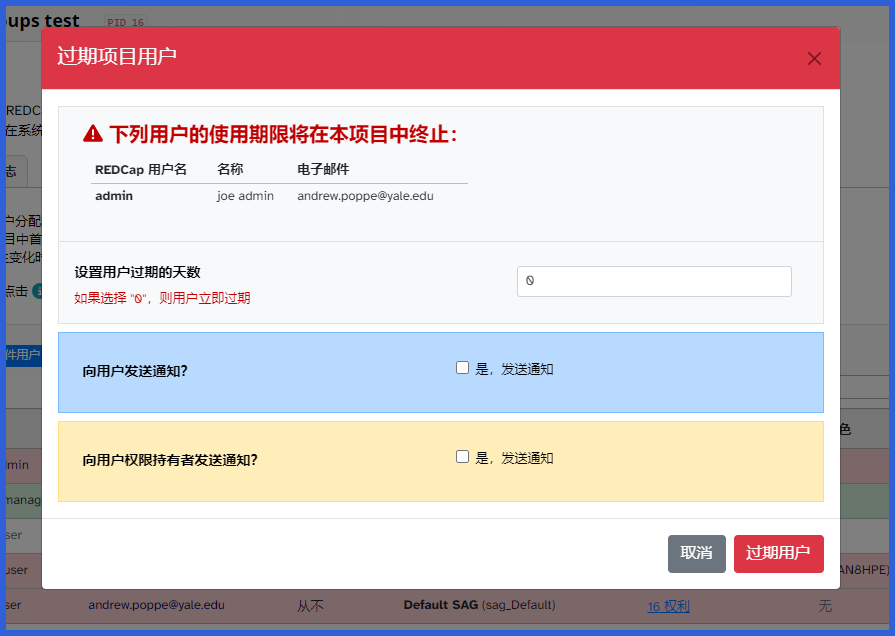 oups test PID 16
过期项目用户
REDC
在系统
志
下列用户的使用期限将在本项目中终止：
REDCap 用户名 名称 电子邮件
admin joe admin andrew.poppe@yale.edu
户分配
目中首
变化时
点击
设置用户过期的天数
0
如果选择 "0"，则用户立即过期
件用户
向用户发送通知？
是，发送通知
色
向用户权限持有者发送通知？
是，发送通知
dmin
manag
ser
user
AN8HPE)
取消 过期用户
ser andrew.poppe@yale.edu 从不 Default SAG (sag_Default) 16 权利 无